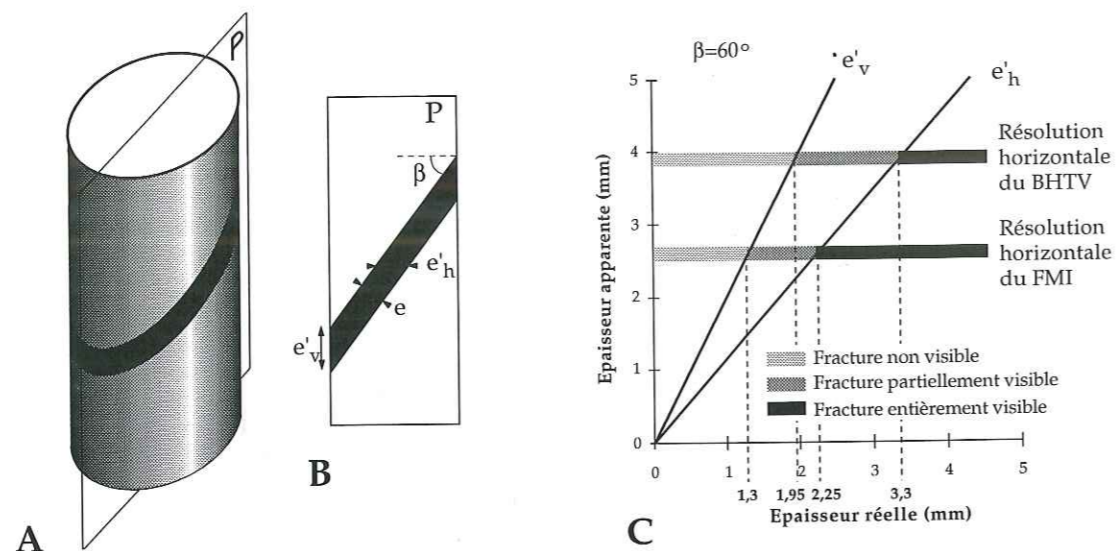 P
A
P
β
e'h
e
e'v
B
β=60°
e'v
e'h
Epaisseur apparente (mm)
5
4
3
2
1
0
Résolution
horizontale
du BHTV
Résolution
horizontale
du FMI
Fracture non visible
Fracture partiellement visible
Fracture entièrement visible
0 1 2 3 4 5
1,3 1,95 2,25 3,3
Epaisseur réelle (mm)
C